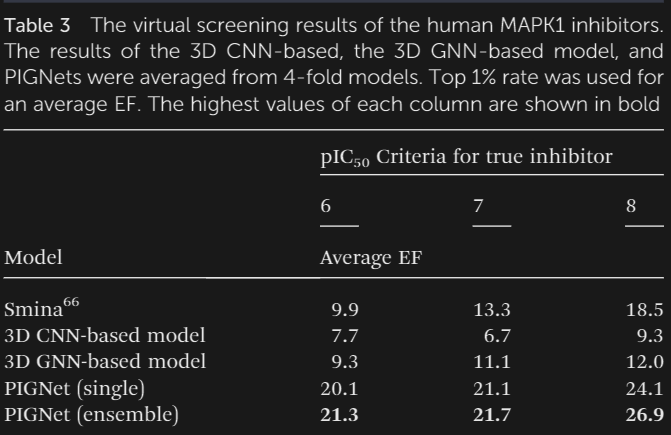 Table 3 The virtual screening results of the human MAPK1 inhibitors.
The results of the 3D CNN-based, the 3D GNN-based model, and
PIGNets were averaged from 4-fold models. Top 1% rate was used for
an average EF. The highest values of each column are shown in bold
pIC50 Criteria for true inhibitor
6 7 8
Model Average EF
Smina66 9.9 13.3 18.5
3D CNN-based model 7.7 6.7 9.3
3D GNN-based model 9.3 11.1 12.0
PIGNet (single) 20.1 21.1 24.1
PIGNet (ensemble) 21.3 21.7 26.9